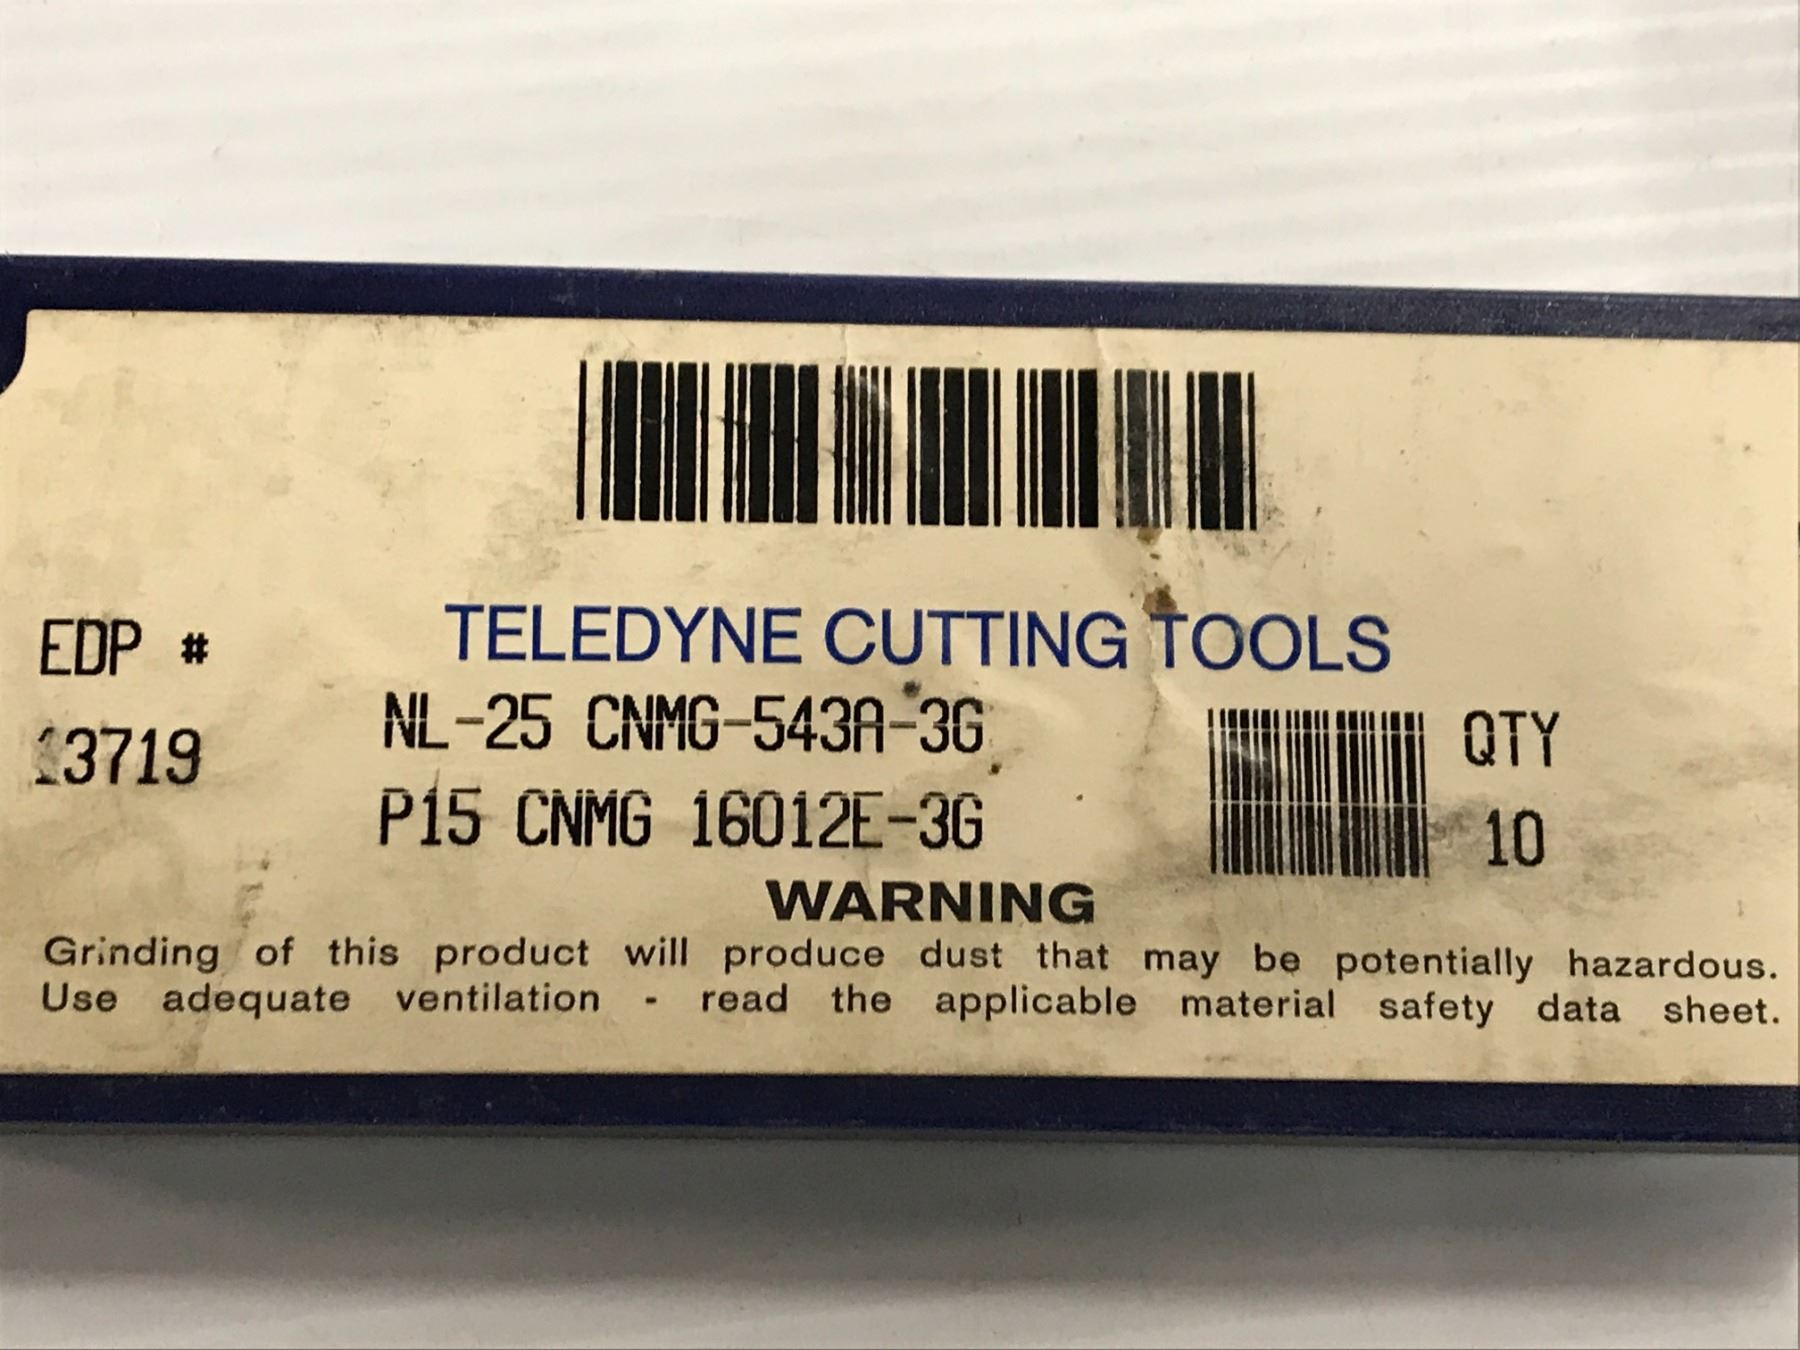 TELEDYNE CUTTING TOOLS
EDP #
13719
NL-25 CNMG-543A-3G
P15 CNMG 16012E-3G
QTY
10
WARNING
Grinding of this product will produce dust that may be potentially hazardous.
Use adequate ventilation - read the applicable material safety data sheet.